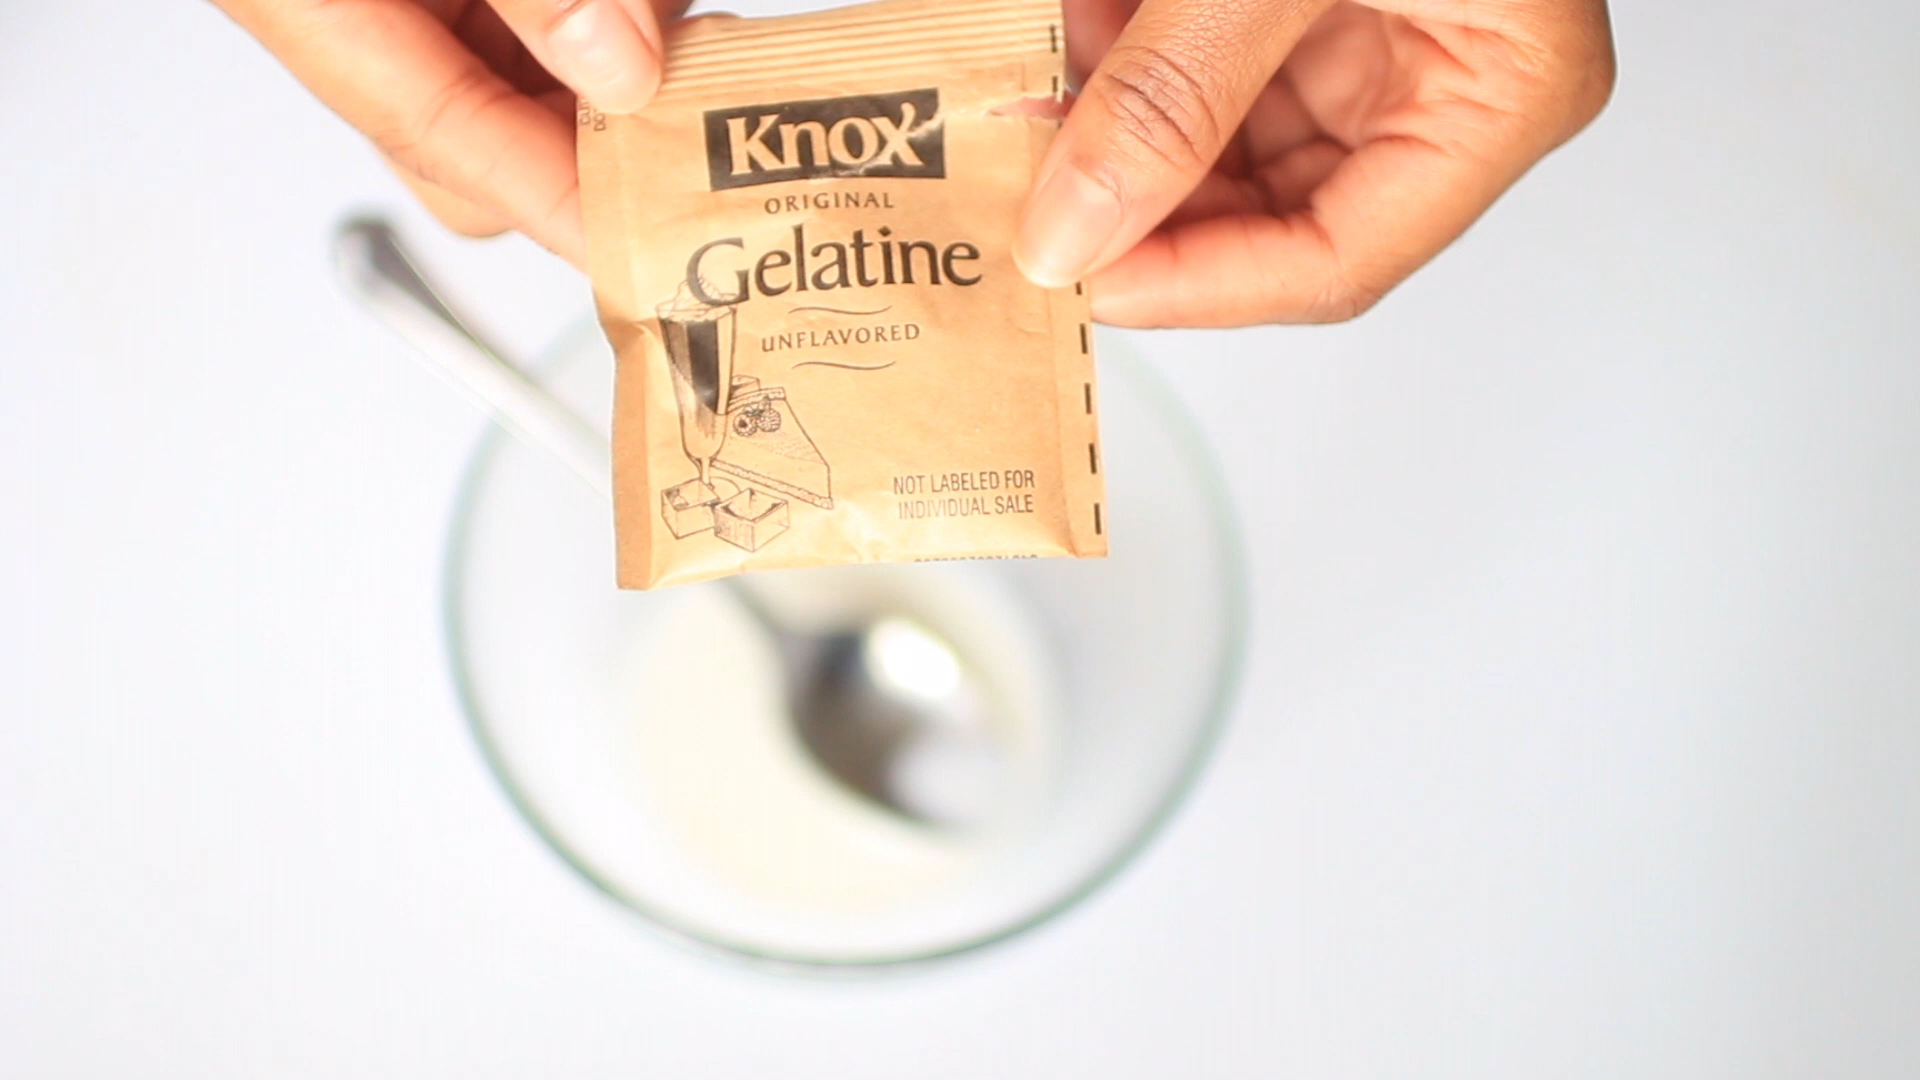 Knox
ORIGINAL
Gelatine
UNFLAVORED
NOT LABELED FOR
INDIVIDUAL SALE